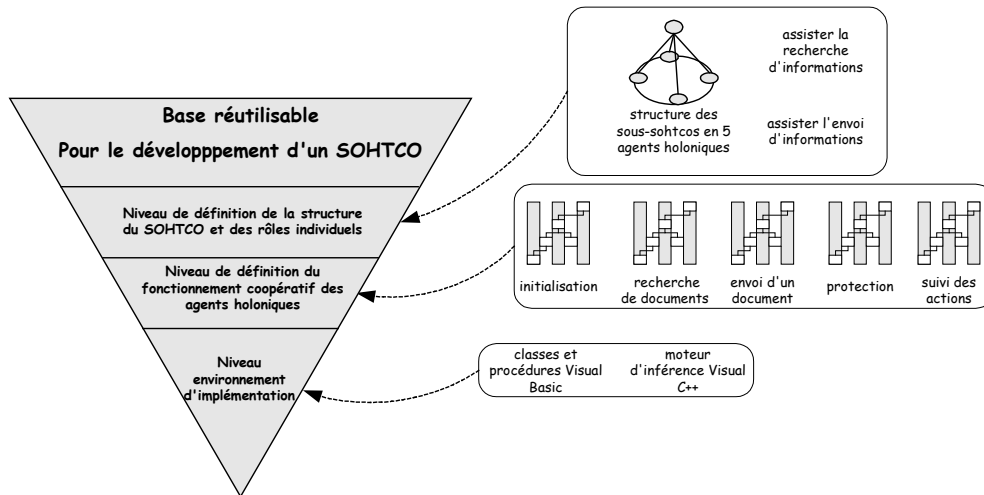 Base réutilisable
Pour le développpement d'un SOHTCO
Niveau de définition de la structure
du SOHTCO et des rôles individuels
Niveau de définition du
fonctionnement coopératif des
agents holoniques
Niveau
environnement
d'implémentation
structure des
sous-sohtcos en 5
agents holoniques
assister la
recherche
d'informations
assister l'envoi
d'informations
initialisation
recherche
de documents
envoi d'un
document
protection
suivi des
actions
classes et
procédures Visual
Basic
moteur
d'inférence Visual
C++